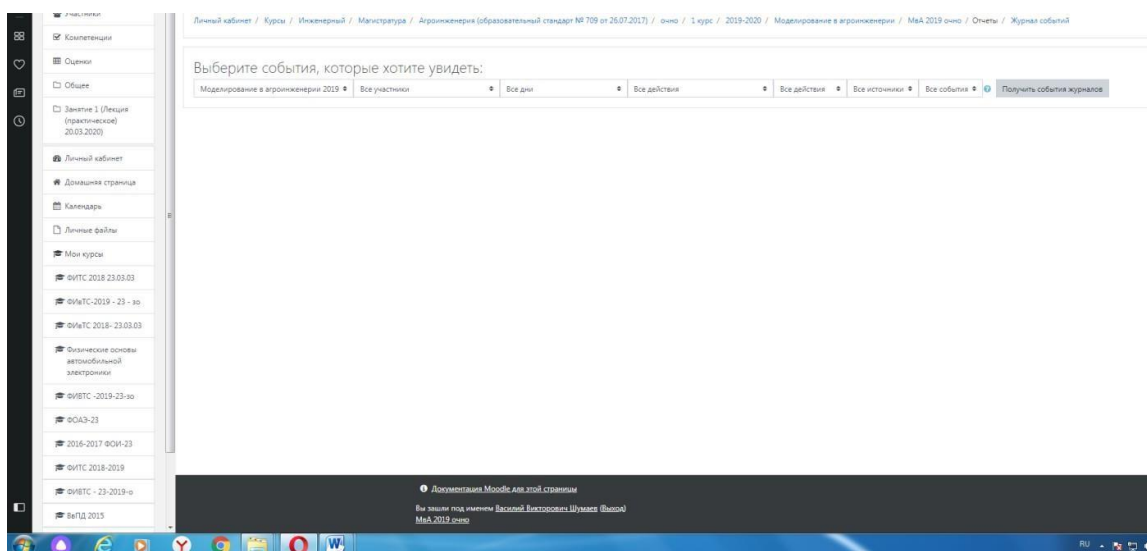 Участники
Компетенции
Оценки
Общее
Занятие 1 (Лекция
(практическое)
20.03.2020)
Личный кабинет
Домашняя страница
Календарь
Личные файлы
Мои курсы
ФИТС 2018 23.03.03
ФИвТС-2019 - 23 - зо
ФИвТС 2018- 23.03.03
Физические основы
автомобильной
электроники
ФИВТС -2019-23-зо
ФОАЭ-23
2016-2017 ФОИ-23
ФИТС 2018-2019
ФИВТС - 23-2019-о
ВвПД 2015
Личный кабинет / Курсы / Инженерный / Магистратура / Агроинженерия (образовательный стандарт № 709 от 26.07.2017) / очно / 1 курс / 2019-2020 / Моделирование в агроинженерии / МвА 2019 очно / Отчеты / Журнал событий
Выберите события, которые хотите увидеть:
Моделирование в агроинженерии 2019 Все участники Все дни Все действия Все действия Все источники Все события Получить события журналов
Документация Moodle для этой страницы
Вы зашли под именем Василий Викторович Шумаев (Выход)
МвА 2019 очно
RU